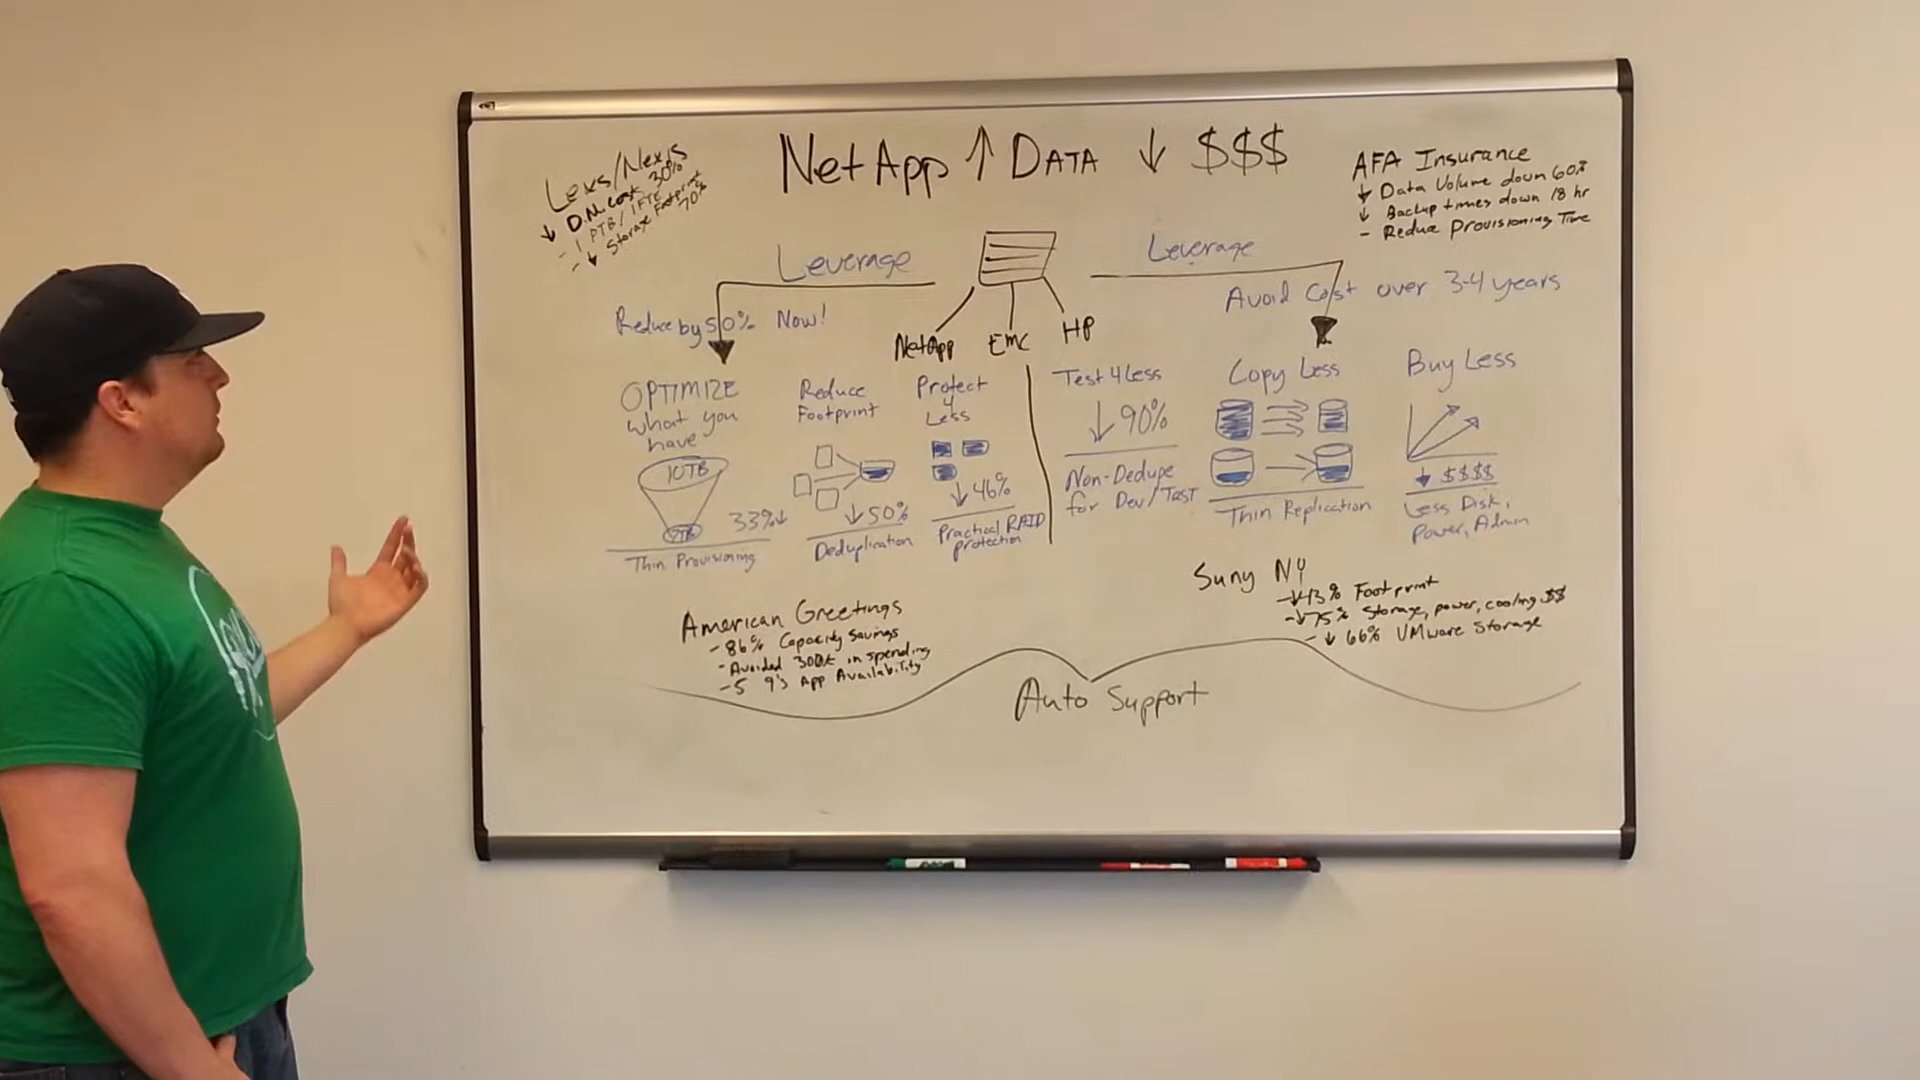 NetApp ↑ DATA ↓ $$$
Lexs/Nexis
↓ D.N. Cost 30%
- 1 PTB/1FTE
- ↓ Storage Footprint
70%
AFA Insurance
↓ Data Volume down 60%
↓ Backup times down 18 hr
- Reduce Provisioning Time
Leverage
Leverage
Reduce by 50% Now!
Avoid Cost over 3-4 years
NetApp
EMC
HP
OPTIMIZE
what you
have
10TB
33%↓
Thin Provisioning
Reduce
Footprint
↓50%
Deduplication
Protect
4
Less
↓46%
Practical RAID
protection
Test 4 Less
↓90%
Non-Dedupe
for Dev/Test
Copy Less
Thin Replication
Buy Less
↓ $$$$
Less Disk,
Power, Admin
American Greetings
- 86% Capacity Savings
- Avoided 300k in spending
- 5 9's App Availability
Suny NY
-↓43% Footprint
-↓75% Storage, power, cooling $$
- ↓ 66% VMware Storage
Auto Support